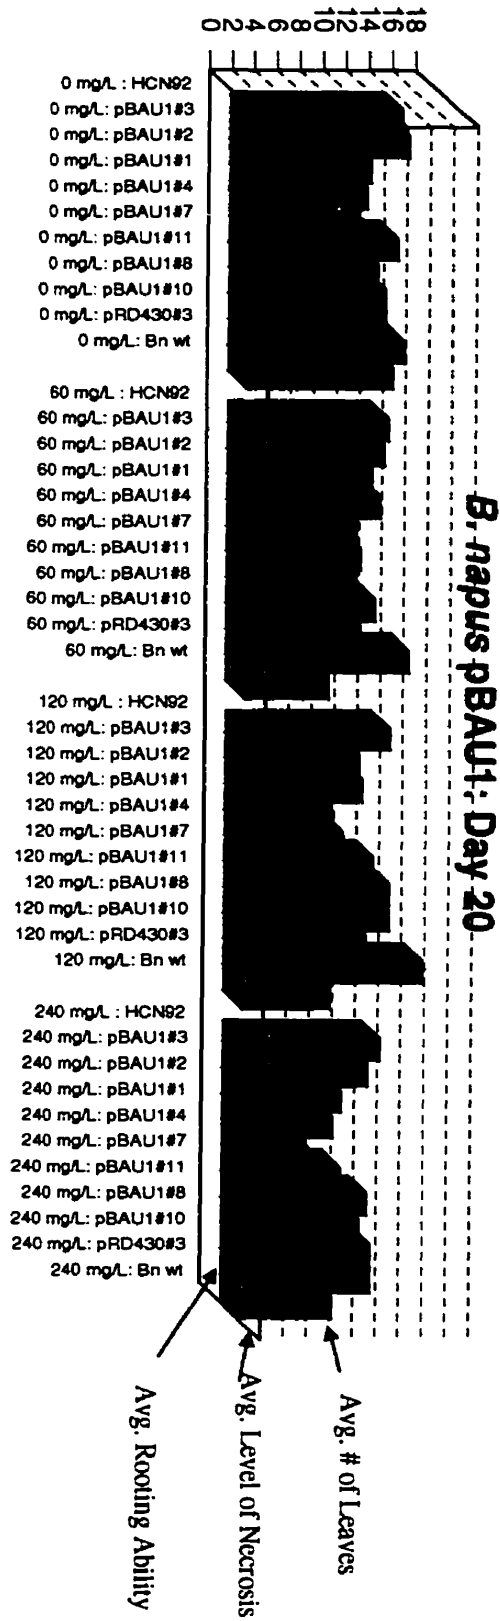 B. napus pBAU1: Day 20
18
16
14
12
10
8
6
4
2
0
0 mg/L : HCN92
0 mg/L: pBAU1#3
0 mg/L: pBAU1#2
0 mg/L: pBAU1#1
0 mg/L: pBAU1#4
0 mg/L: pBAU1#7
0 mg/L: pBAU1#11
0 mg/L: pBAU1#8
0 mg/L: pBAU1#10
0 mg/L: pRD430#3
0 mg/L: Bn wt
60 mg/L : HCN92
60 mg/L: pBAU1#3
60 mg/L: pBAU1#2
60 mg/L: pBAU1#1
60 mg/L: pBAU1#4
60 mg/L: pBAU1#7
60 mg/L: pBAU1#11
60 mg/L: pBAU1#8
60 mg/L: pBAU1#10
60 mg/L: pRD430#3
60 mg/L: Bn wt
120 mg/L : HCN92
120 mg/L: pBAU1#3
120 mg/L: pBAU1#2
120 mg/L: pBAU1#1
120 mg/L: pBAU1#4
120 mg/L: pBAU1#7
120 mg/L: pBAU1#11
120 mg/L: pBAU1#8
120 mg/L: pBAU1#10
120 mg/L: pRD430#3
120 mg/L: Bn wt
240 mg/L : HCN92
240 mg/L: pBAU1#3
240 mg/L: pBAU1#2
240 mg/L: pBAU1#1
240 mg/L: pBAU1#4
240 mg/L: pBAU1#7
240 mg/L: pBAU1#11
240 mg/L: pBAU1#8
240 mg/L: pBAU1#10
240 mg/L: pRD430#3
240 mg/L: Bn wt
Avg. # of Leaves
Avg. Level of Necrosis
Avg. Rooting Ability